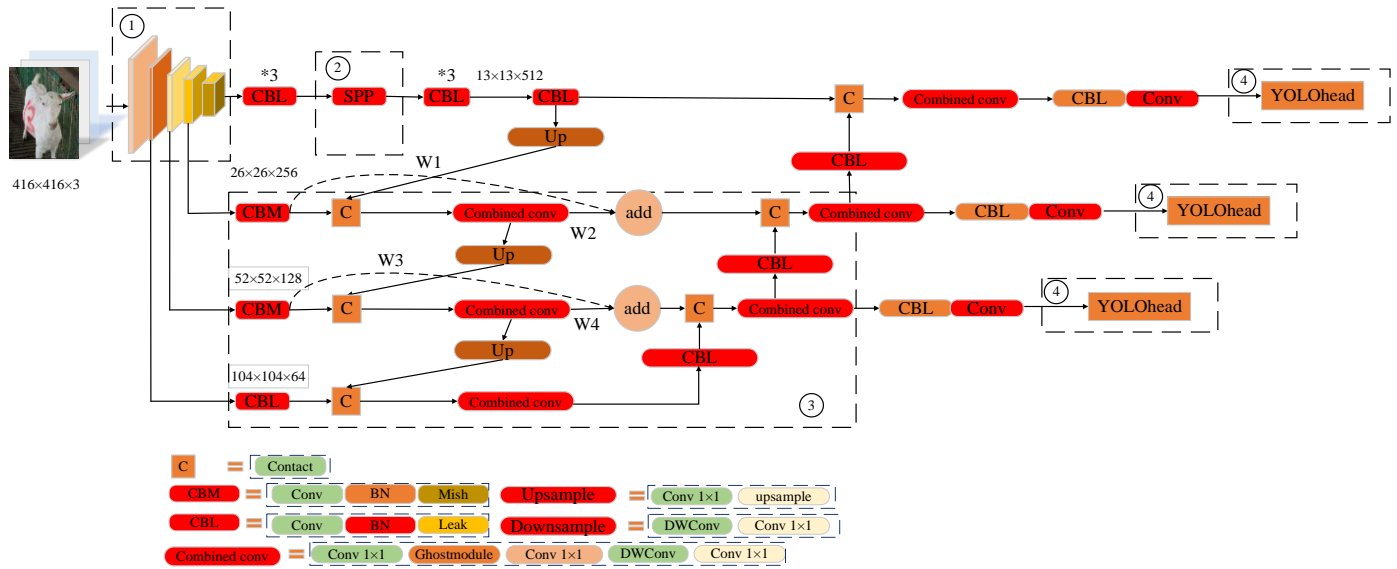 1
2
4
*3
*3
13×13×512
CBL
SPP
CBL
CBL
C
Combined conv
CBL
Conv
YOLOhead
Up
416×416×3
26×26×256
W1
CBL
4
CBM
C
Combined conv
add
C
Combined conv
CBL
Conv
YOLOhead
W2
Up
W3
CBL
52×52×128
4
CBM
C
Combined conv
add
C
Combined conv
CBL
Conv
YOLOhead
W4
Up
CBL
104×104×64
CBL
C
Combined conv
3
C = Contact
CBM = Conv BN Mish
Upsample = Conv 1×1 upsample
CBL = Conv BN Leak
Downsample = DWConv Conv 1×1
Combined conv = Conv 1×1 Ghostmodule Conv 1×1 DWConv Conv 1×1